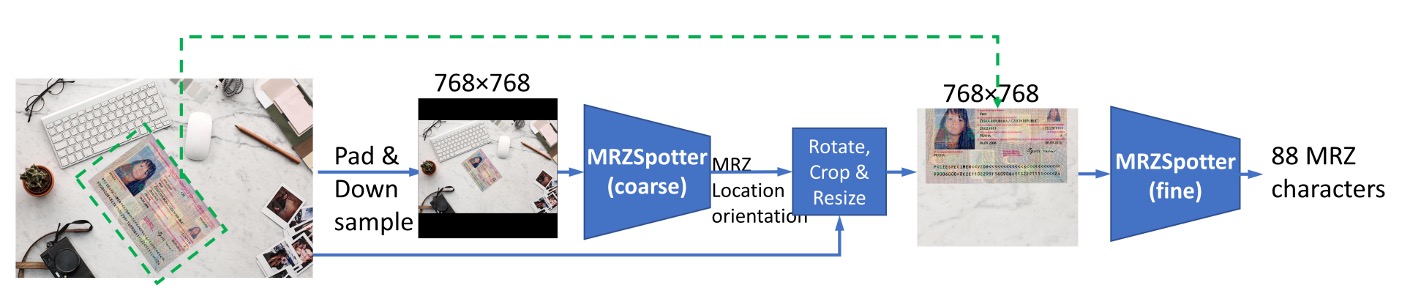 Pad &
Down
sample
768×768
MRZSpotter
(coarse)
MRZ
Location
orientation
Rotate,
Crop &
Resize
768×768
MRZSpotter
(fine)
88 MRZ
characters